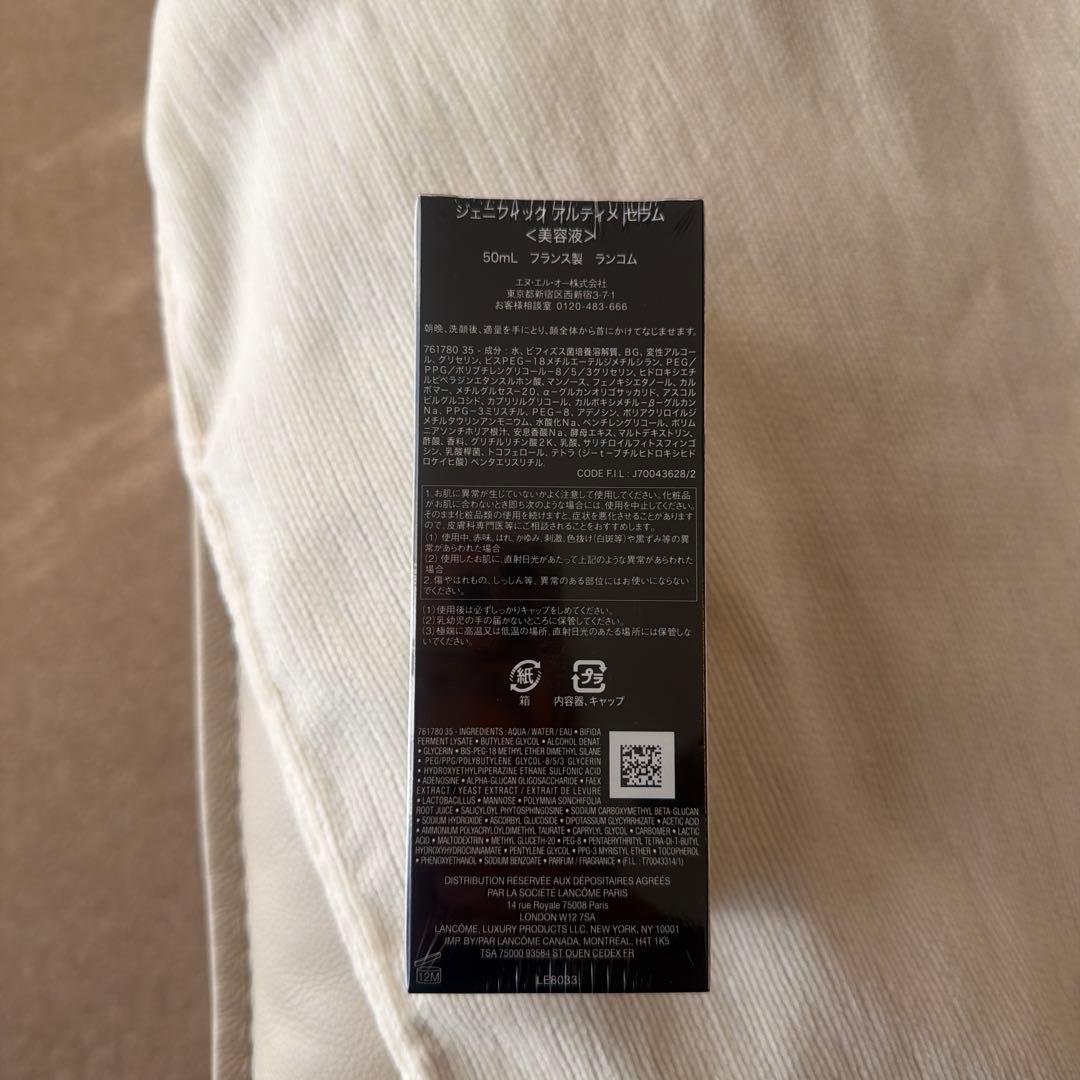 ジェニフィック アルティメ セラム
＜美容液＞
50mL フランス製 ランコム
エヌ・エル・オー株式会社
東京都新宿区西新宿3-7-1
お客様相談室 0120-483-666
朝晩、洗顔後、適量を手にとり、顔全体から首にかけてなじませます。
761780 35 - 成分：水、ビフィズス菌培養溶解質、BG、変性アルコー
ル、グリセリン、ビスPEG－18メチルエーテルジメチルシラン、PEG／
PPG／ポリブチレングリコール－8／5／3グリセリン、ヒドロキシエチ
ルピペラジンエタンスルホン酸、マンノース、フェノキシエタノール、カル
ボマー、メチルグルセス－20、α－グルカンオリゴサッカリド、アスコル
ビルグルコシド、カプリリルグリコール、カルボキシメチル－β－グルカン
Na、PPG－3ミリスチル、PEG－8、アデノシン、ポリアクリロイルジ
メチルタウリンアンモニウム、水酸化Na、ペンチレングリコール、ポリム
ニアソンチホリア根汁、安息香酸Na、酵母エキス、マルトデキストリン、
酢酸、香料、グリチルリチン酸2K、乳酸、サリチロイルフィトスフィンゴ
シン、乳酸桿菌、トコフェロール、テトラ（ジ－t－ブチルヒドロキシヒド
ロケイヒ酸）ペンタエリスリチル
CODE F.I.L : J70043628/2
1. お肌に異常が生じていないかよく注意して使用してください。化粧品
がお肌に合わないとき即ち次のような場合には、使用を中止してください。
そのまま化粧品類の使用を続けますと、症状を悪化させることがあります
ので、皮膚科専門医等にご相談されることをおすすめします。
(1) 使用中、赤味、はれ、かゆみ、刺激、色抜け(白斑等)や黒ずみ等の異
常があらわれた場合
(2) 使用したお肌に、直射日光があたって上記のような異常があらわれた
場合
2. 傷やはれもの、しっしん等、異常のある部位にはお使いにならない
でください。
(1)使用後は必ずしっかりキャップをしめてください。
(2)乳幼児の手の届かないところに保管してください。
(3)極端に高温又は低温の場所、直射日光のあたる場所には保管しな
いでください。
紙 プラ
箱 内容器、キャップ
761780 35 - INGREDIENTS : AQUA / WATER / EAU • BIFIDA
FERMENT LYSATE • BUTYLENE GLYCOL • ALCOHOL DENAT.
• GLYCERIN • BIS-PEG-18 METHYL ETHER DIMETHYL SILANE
• PEG/PPG/POLYBUTYLENE GLYCOL-8/5/3 GLYCERIN
• HYDROXYETHYLPIPERAZINE ETHANE SULFONIC ACID
• ADENOSINE • ALPHA-GLUCAN OLIGOSACCHARIDE • FAEX
EXTRACT / YEAST EXTRACT / EXTRAIT DE LEVURE
• LACTOBACILLUS • MANNOSE • POLYMNIA SONCHIFOLIA
ROOT JUICE • SALICYLOYL PHYTOSPHINGOSINE • SODIUM CARBOXYMETHYL BETA-GLUCAN
• SODIUM HYDROXIDE • ASCORBYL GLUCOSIDE • DIPOTASSIUM GLYCYRRHIZATE • ACETIC ACID
• AMMONIUM POLYACRYLOYLDIMETHYL TAURATE • CAPRYLYL GLYCOL • CARBOMER • LACTIC
ACID • MALTODEXTRIN • METHYL GLUCETH-20 • PEG-8 • PENTAERYTHRITYL TETRA-DI-T-BUTYL
HYDROXYHYDROCINNAMATE • PENTYLENE GLYCOL • PPG-3 MYRISTYL ETHER • TOCOPHEROL
• PHENOXYETHANOL • SODIUM BENZOATE • PARFUM / FRAGRANCE • (F.I.L. : T70043314/1)
DISTRIBUTION RÉSERVÉE AUX DÉPOSITAIRES AGRÉÉS
PAR LA SOCIÉTÉ LANCÔME PARIS
14 rue Royale 75008 Paris
LONDON W12 7SA
LANCÔME, LUXURY PRODUCTS LLC, NEW YORK, NY 10001
IMP. BY/PAR LANCÔME CANADA, MONTRÉAL, H4T 1K5
TSA 75000 93584 ST OUEN CEDEX FR
12M
LE8033